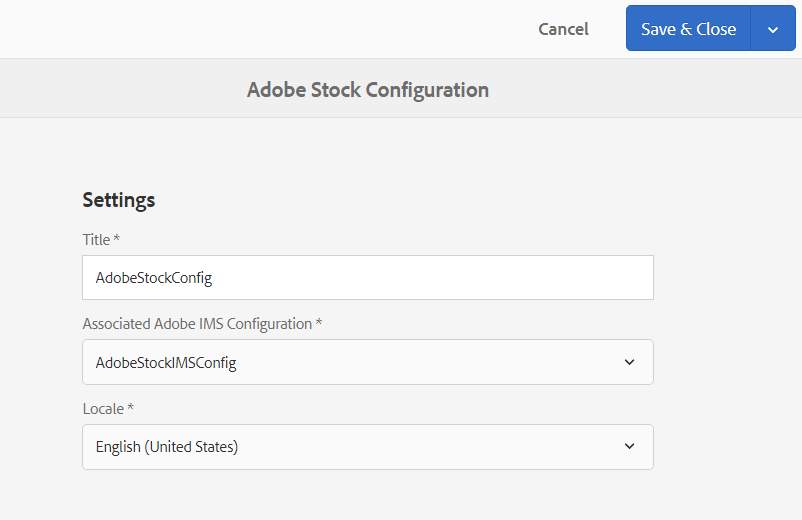 Cancel
Save & Close
Adobe Stock Configuration
Settings
Title *
AdobeStockConfig
Associated Adobe IMS Configuration *
AdobeStockIMSConfig
Locale *
English (United States)